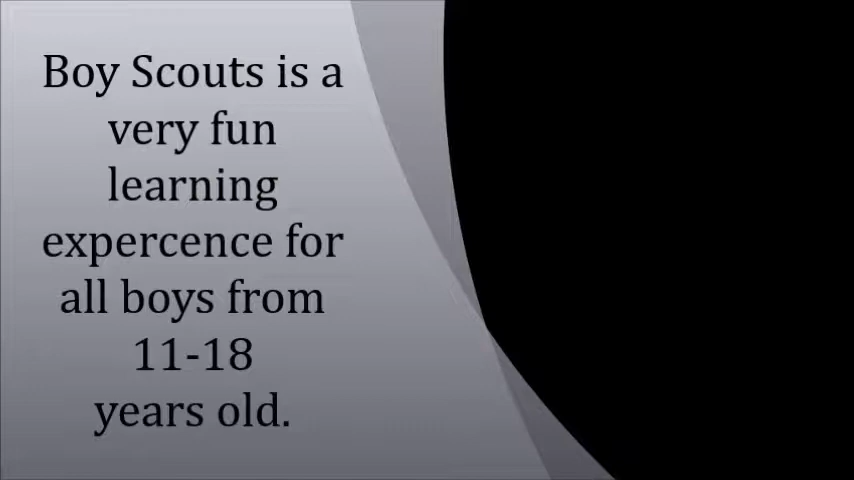 Boy Scouts is a
very fun
learning
expercence for
all boys from
11-18
years old.